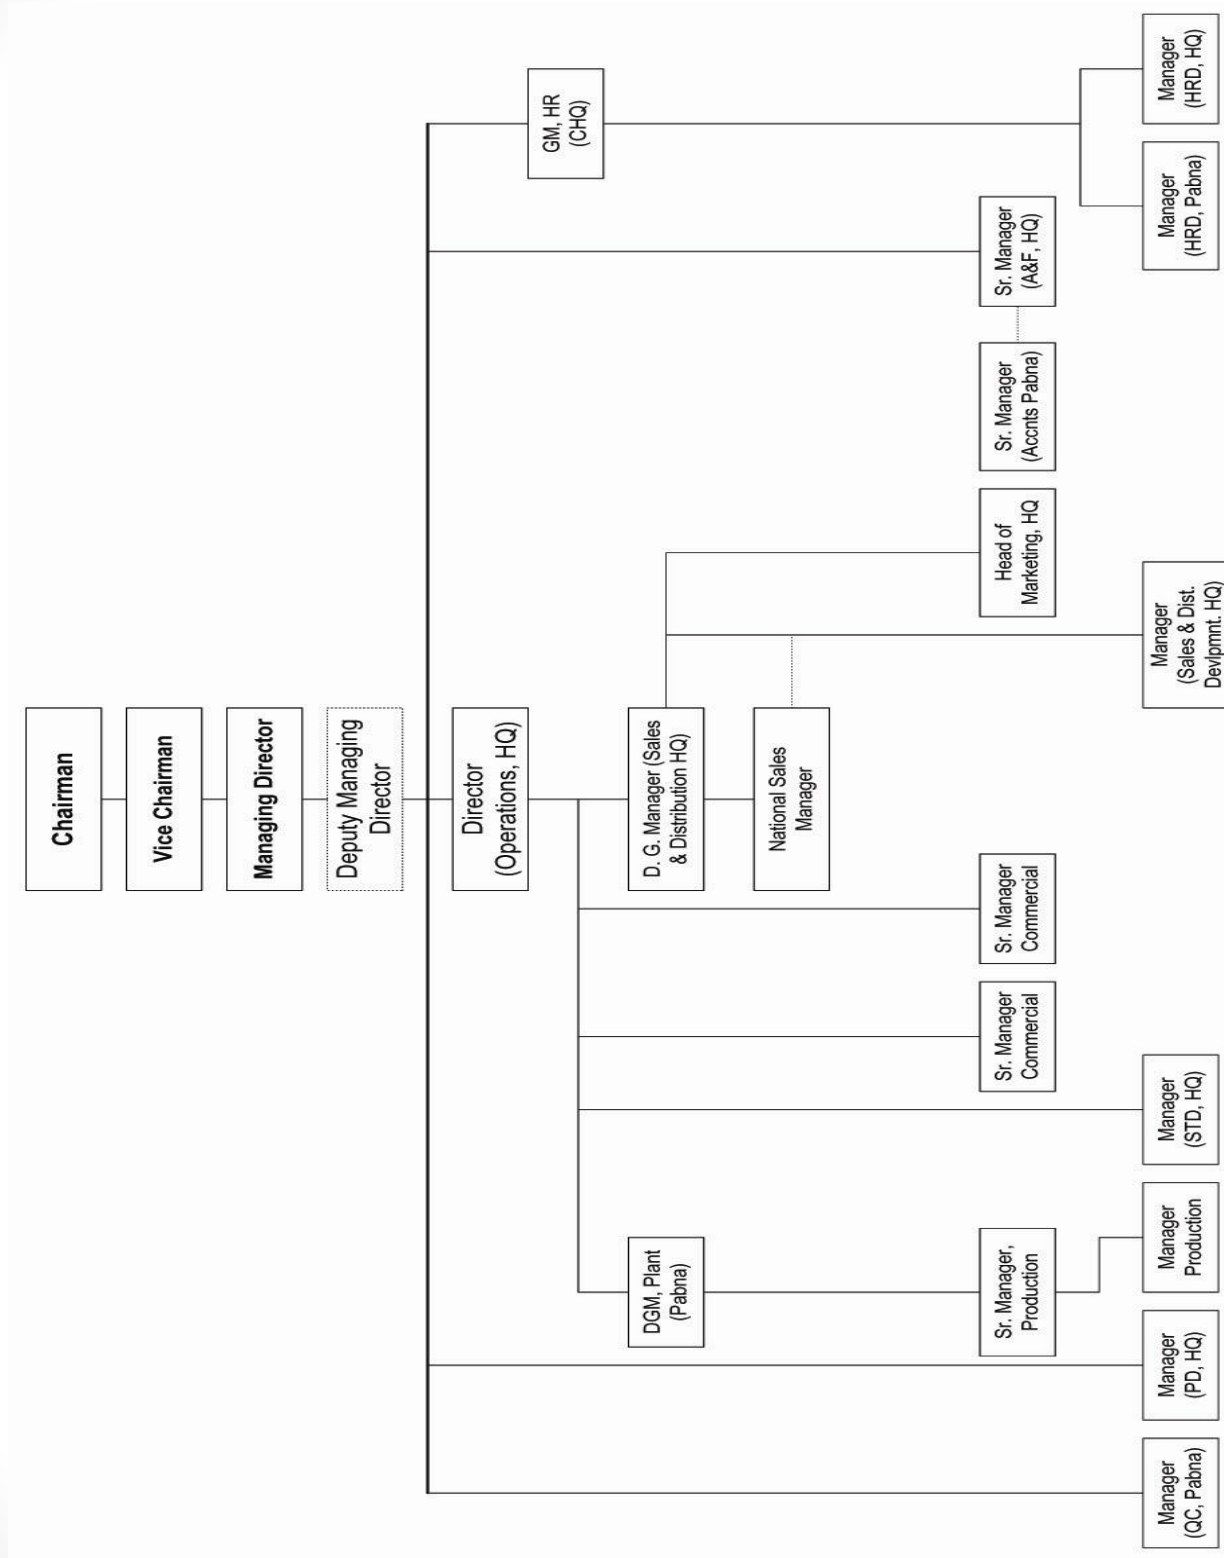 Chairman
Vice Chairman
Managing Director
Deputy Managing
Director
Director
(Operations, HQ)
GM, HR
(CHQ)
D. G. Manager (Sales
& Distribution HQ)
DGM, Plant
(Pabna)
National Sales
Manager
Sr. Manager,
Production
Sr. Manager
Commercial
Sr. Manager
Commercial
Head of
Marketing, HQ
Sr. Manager
(Accnts Pabna)
Sr. Manager
(A&F, HQ)
Manager
(QC, Pabna)
Manager
(PD, HQ)
Manager
Production
Manager
(STD, HQ)
Manager
(Sales & Dist.
Devlpmnt. HQ)
Manager
(HRD, Pabna)
Manager
(HRD, HQ)